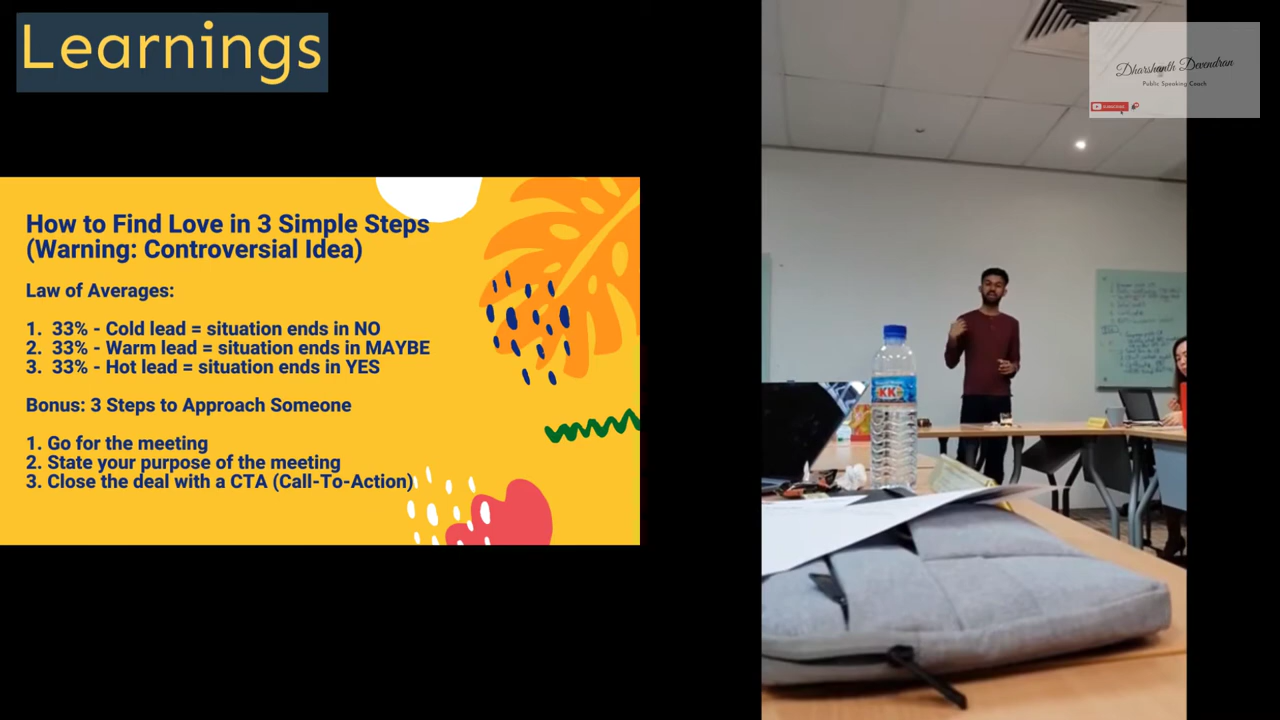 Learnings
How to Find Love in 3 Simple Steps
(Warning: Controversial Idea)
Law of Averages:
1. 33% - Cold lead = situation ends in NO
2. 33% - Warm lead = situation ends in MAYBE
3. 33% - Hot lead = situation ends in YES
Bonus: 3 Steps to Approach Someone
1. Go for the meeting
2. State your purpose of the meeting
3. Close the deal with a CTA (Call-To-Action)
Dharshanth Devendran
Public Speaking Coach
SUBSCRIBE
KK